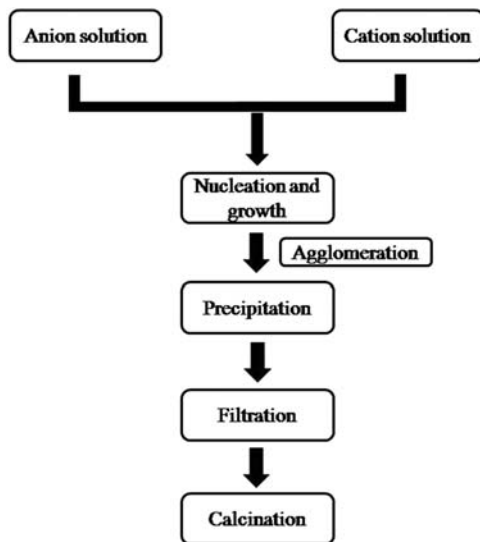 Anion solution
Cation solution
Nucleation and
growth
Agglomeration
Precipitation
Filtration
Calcination